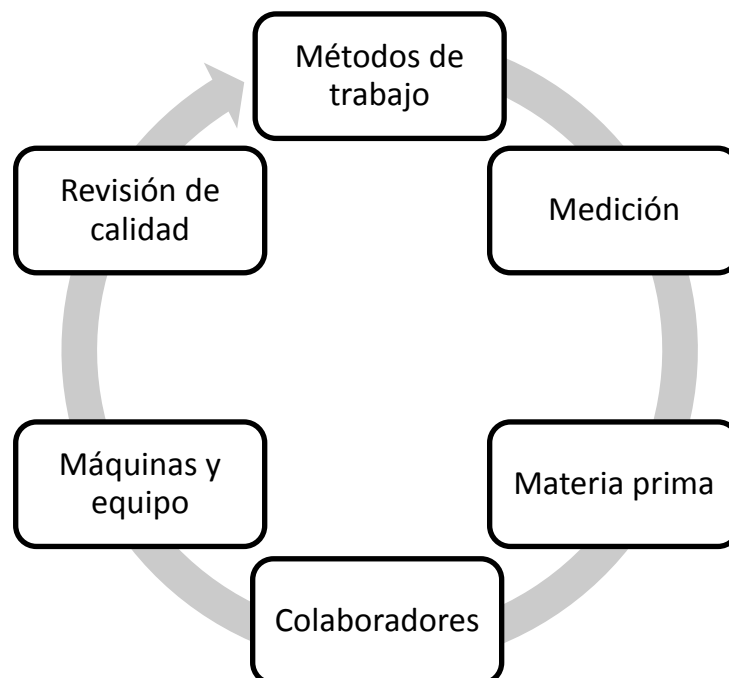 Métodos de
trabajo
Medición
Materia prima
Colaboradores
Máquinas y
equipo
Revisión de
calidad